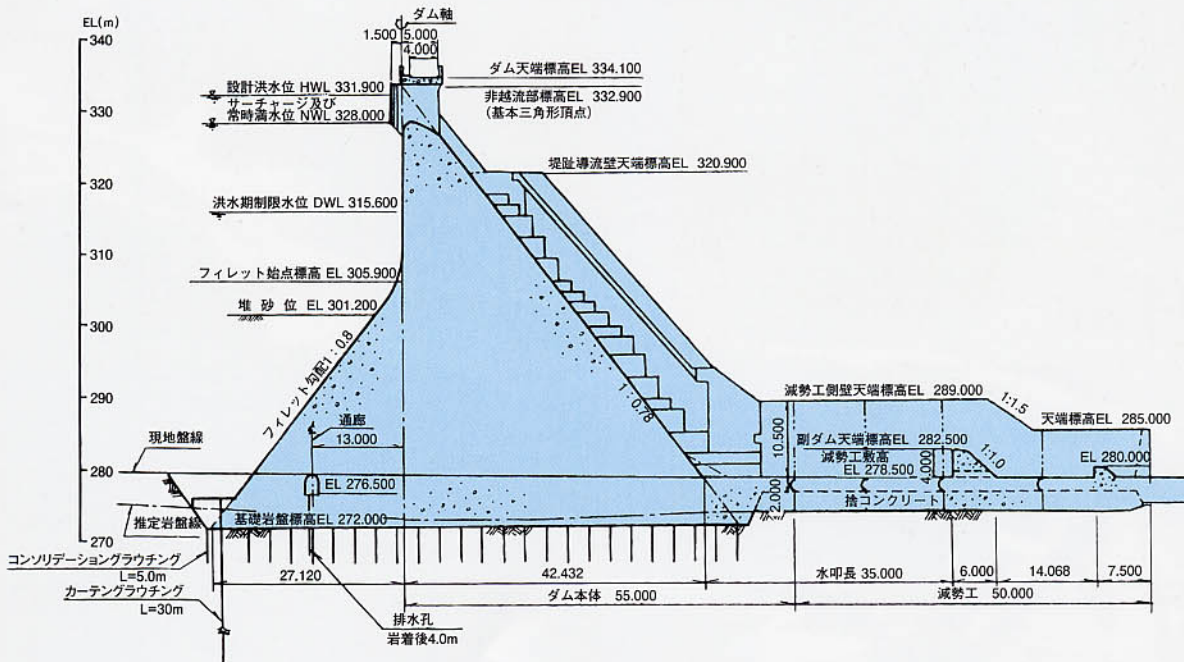 EL(m)
340
330
320
310
300
290
280
270
ダム軸
1.500
5.000
4.000
ダム天端標高EL 334.100
非越流部標高EL 332.900
(基本三角形頂点)
設計洪水位 HWL 331.900
サーチャージ及び
常時満水位 NWL 328.000
堤趾導流壁天端標高EL 320.900
洪水期制限水位 DWL 315.600
フィレット始点標高 EL 305.900
堆砂位 EL 301.200
フィレット勾配1:0.8
1:0.78
通廊
13.000
EL 276.500
現地盤線
推定岩盤線
基礎岩盤標高EL 272.000
減勢工側壁天端標高EL 289.000
1:1.5
天端標高EL 285.000
10.500
副ダム天端標高EL 282.500
減勢工敷高
EL 278.500
4.000
1:1.0
EL 280.000
2.000
捨コンクリート
コンソリデーショングラウチング
L=5.0m
カーテングラウチング
L=30m
27.120
42.432
水叩長 35.000
6.000
14.068
7.500
ダム本体 55.000
減勢工 50.000
排水孔
岩着後4.0m